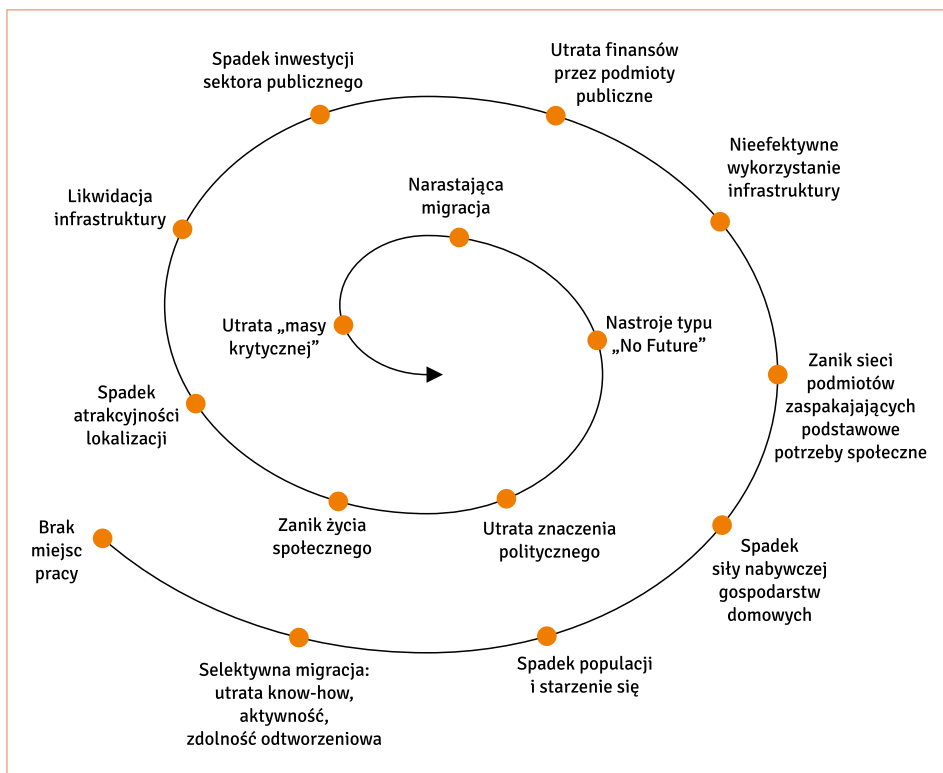 Spadek inwestycji
sektora publicznego
Utrata finansów
przez podmioty
publiczne
Nieefektywne
wykorzystanie
infrastruktury
Likwidacja
infrastruktury
Narastająca
migracja
Utrata „masy
krytycznej”
Nastroje typu
„No Future”
Zanik sieci
podmiotów
zaspakajających
podstawowe
potrzeby społeczne
Spadek
atrakcyjności
lokalizacji
Zanik życia
społecznego
Utrata znaczenia
politycznego
Brak
miejsc
pracy
Spadek
siły nabywczej
gospodarstw
domowych
Selektywna migracja:
utrata know-how,
aktywność,
zdolność odtworzeniowa
Spadek populacji
i starzenie się